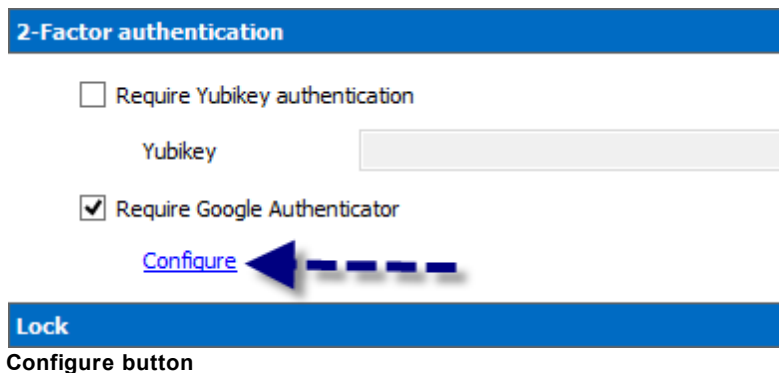 2-Factor authentication
Require Yubikey authentication
Yubikey
Require Google Authenticator
Configure
Lock
Configure button